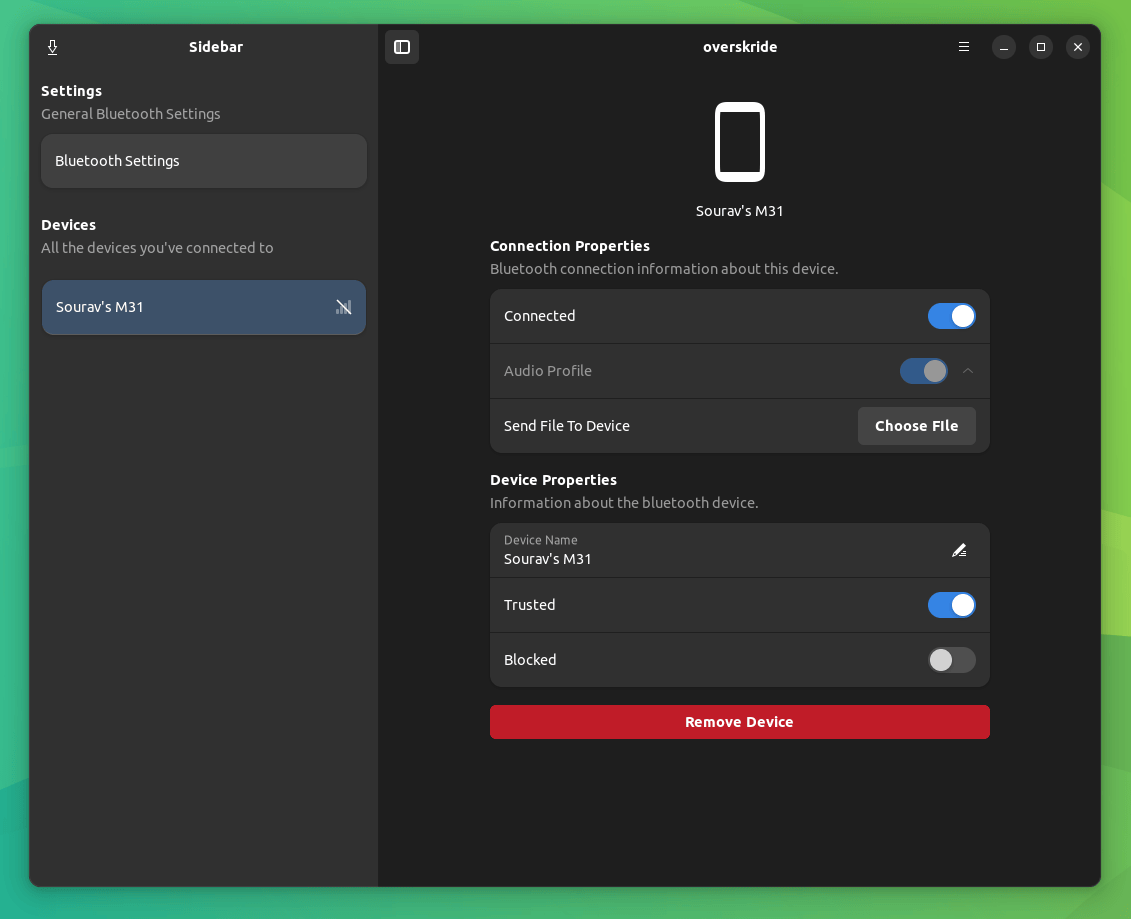 Sidebar
overskride
Settings
General Bluetooth Settings
Bluetooth Settings
Devices
All the devices you've connected to
Sourav's M31
Sourav's M31
Connection Properties
Bluetooth connection information about this device.
Connected
Audio Profile
Send File To Device
Choose FIle
Device Properties
Information about the bluetooth device.
Device Name
Sourav's M31
Trusted
Blocked
Remove Device